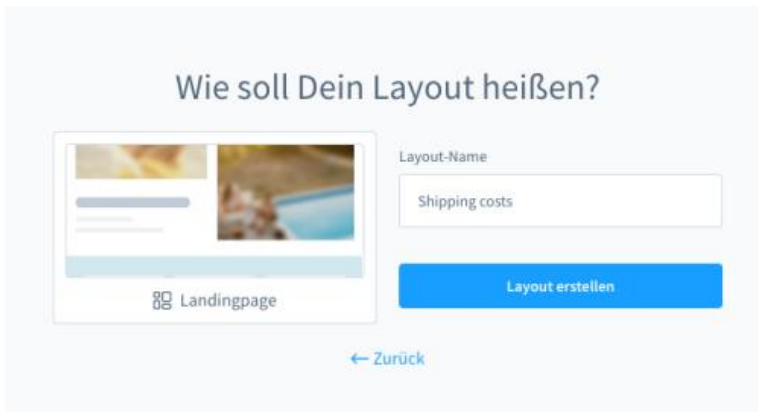 Wie soll Dein Layout heißen?
Layout-Name
Shipping costs
Layout erstellen
Landingpage
← Zurück